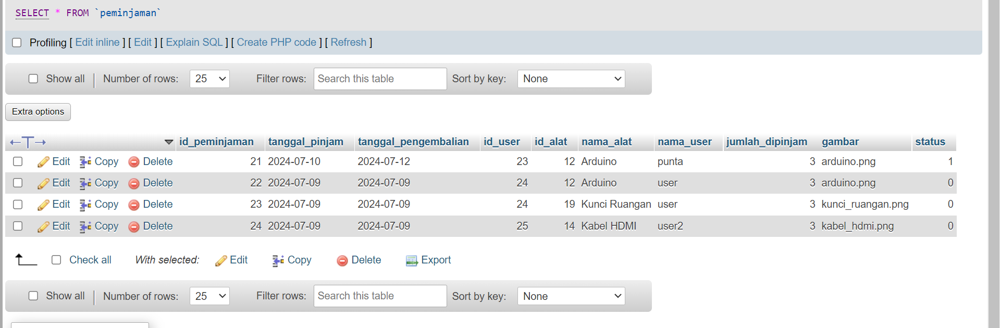 SELECT * FROM `peminjaman`
Profiling [ Edit inline ] [ Edit ] [ Explain SQL ] [ Create PHP code ] [ Refresh ]
Show all Number of rows: 25 Filter rows: Search this table Sort by key: None
Extra options
←T→ id_peminjaman tanggal_pinjam tanggal_pengembalian id_user id_alat nama_alat nama_user jumlah_dipinjam gambar status
Edit Copy Delete 21 2024-07-10 2024-07-12 23 12 Arduino punta 3 arduino.png 1
Edit Copy Delete 22 2024-07-09 2024-07-09 24 12 Arduino user 3 arduino.png 0
Edit Copy Delete 23 2024-07-09 2024-07-09 24 19 Kunci Ruangan user 3 kunci_ruangan.png 0
Edit Copy Delete 24 2024-07-09 2024-07-09 25 14 Kabel HDMI user2 3 kabel_hdmi.png 0
Check all With selected: Edit Copy Delete Export
Show all Number of rows: 25 Filter rows: Search this table Sort by key: None